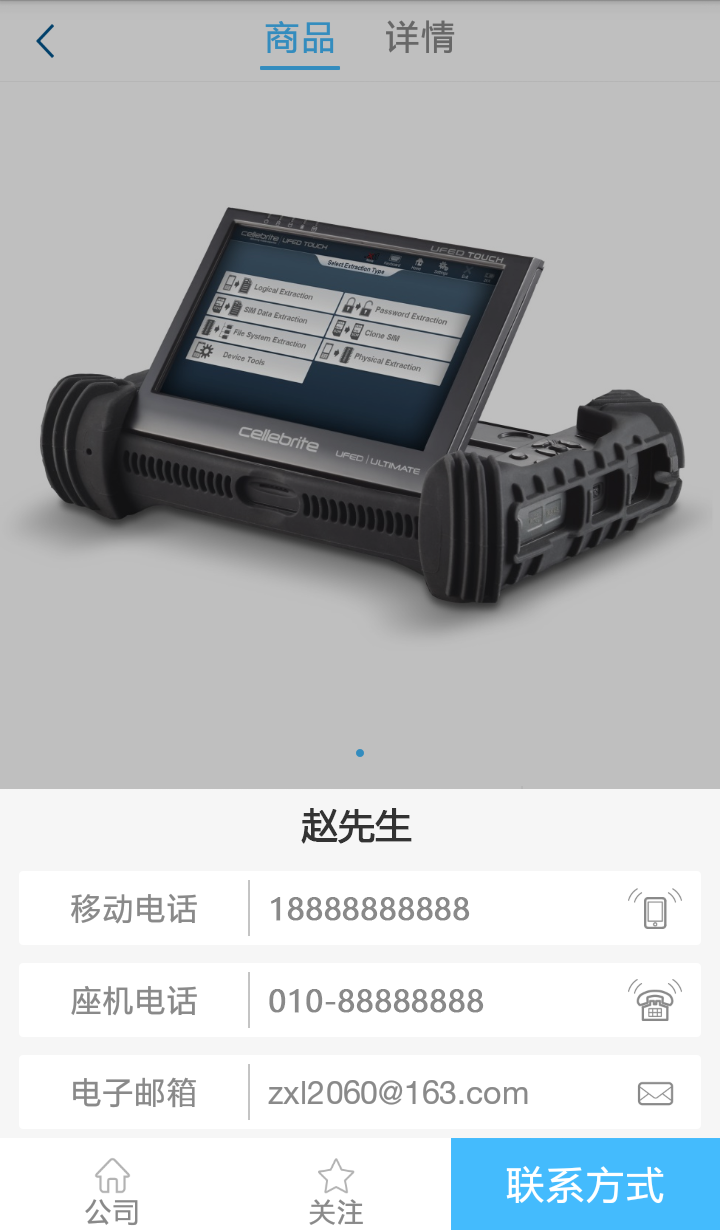 商品
详情
cellebrite UFED TOUCH
UFED TOUCH
Select Extraction Type
Logical Extraction
Password Extraction
SIM Data Extraction
Clone SIM
File System Extraction
Physical Extraction
Device Tools
cellebrite
UFED | ULTIMATE
赵先生
移动电话
18888888888
座机电话
010-88888888
电子邮箱
zxl2060@163.com
公司
关注
联系方式